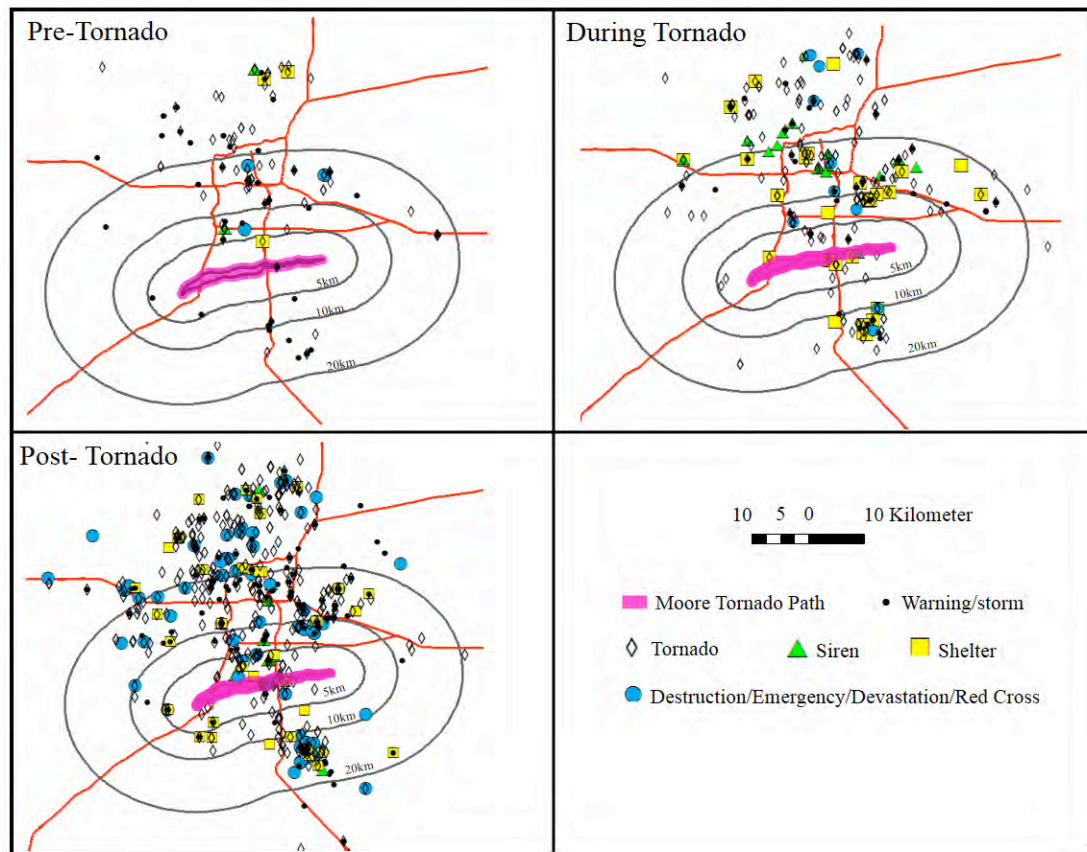 Pre-Tornado
5km
10km
20km
During Tornado
5km
10km
20km
Post- Tornado
5km
10km
20km
10 5 0 10 Kilometer
Moore Tornado Path
Warning/storm
Tornado
Siren
Shelter
Destruction/Emergency/Devastation/Red Cross